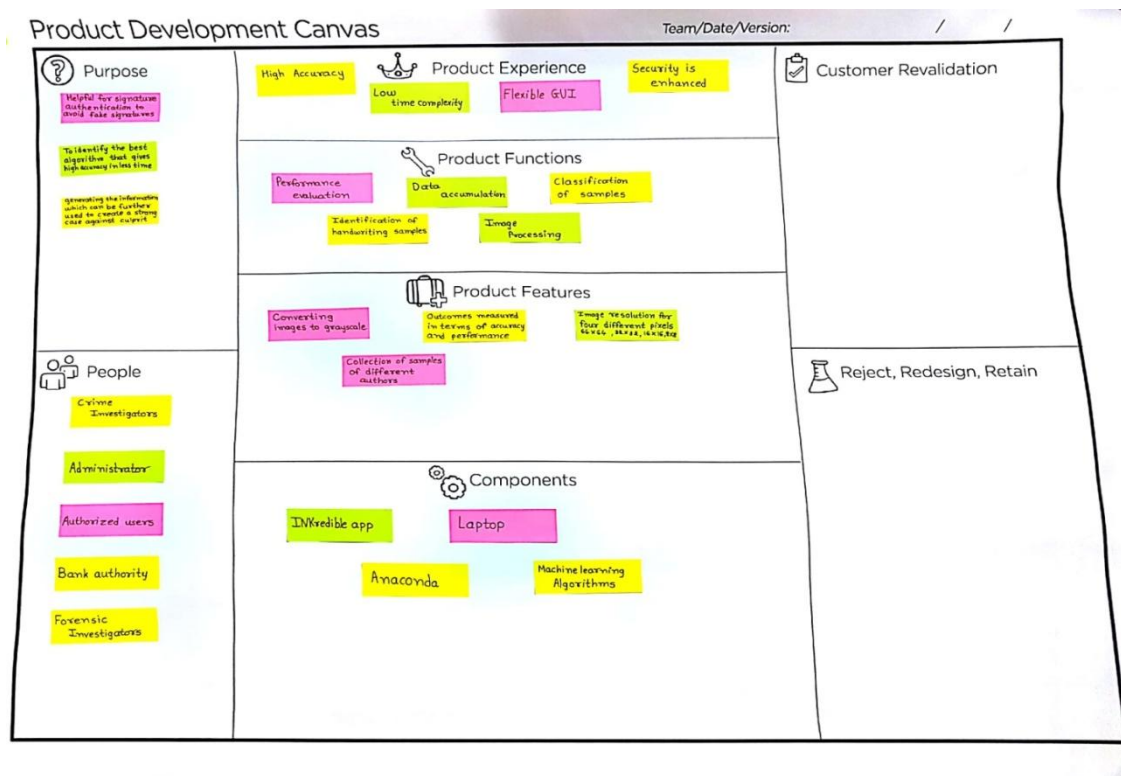 Product Development Canvas
Team/Date/Version: / /
Purpose
Helpful for signature
authentication to
avoid fake signatures
To identify the best
algorithm that gives
high accuracy in less time
generating the information
which can be further
used to create a strong
case against culprit
People
Crime
Investigators
Administrator
Authorized users
Bank authority
Forensic
Investigators
Product Experience
High Accuracy
Low
time complexity
Flexible GUI
Security is
enhanced
Product Functions
Performance
evaluation
Data
accumulation
Classification
of samples
Identification of
handwriting samples
Image
Processing
Product Features
Converting
images to grayscale
Outcomes measured
in terms of accuracy
and performance
Image resolution for
four different pixels
64x64, 32x32, 16x16, 8x8
Collection of samples
of different
authors
Components
INKredible app
Laptop
Anaconda
Machine learning
Algorithms
Customer Revalidation
Reject, Redesign, Retain